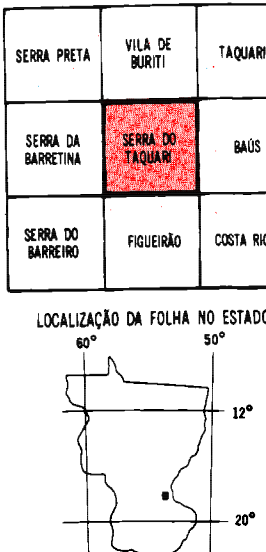 SERRA PRETA
VILA DE
BURITI
TAQUARI
SERRA DA
BARRETINA
SERRA DO
TAQUARI
BAÚS
SERRA DO
BARREIRO
FIGUEIRÃO
COSTA RIC
LOCALIZAÇÃO DA FOLHA NO ESTADO
60°
50°
12°
20°